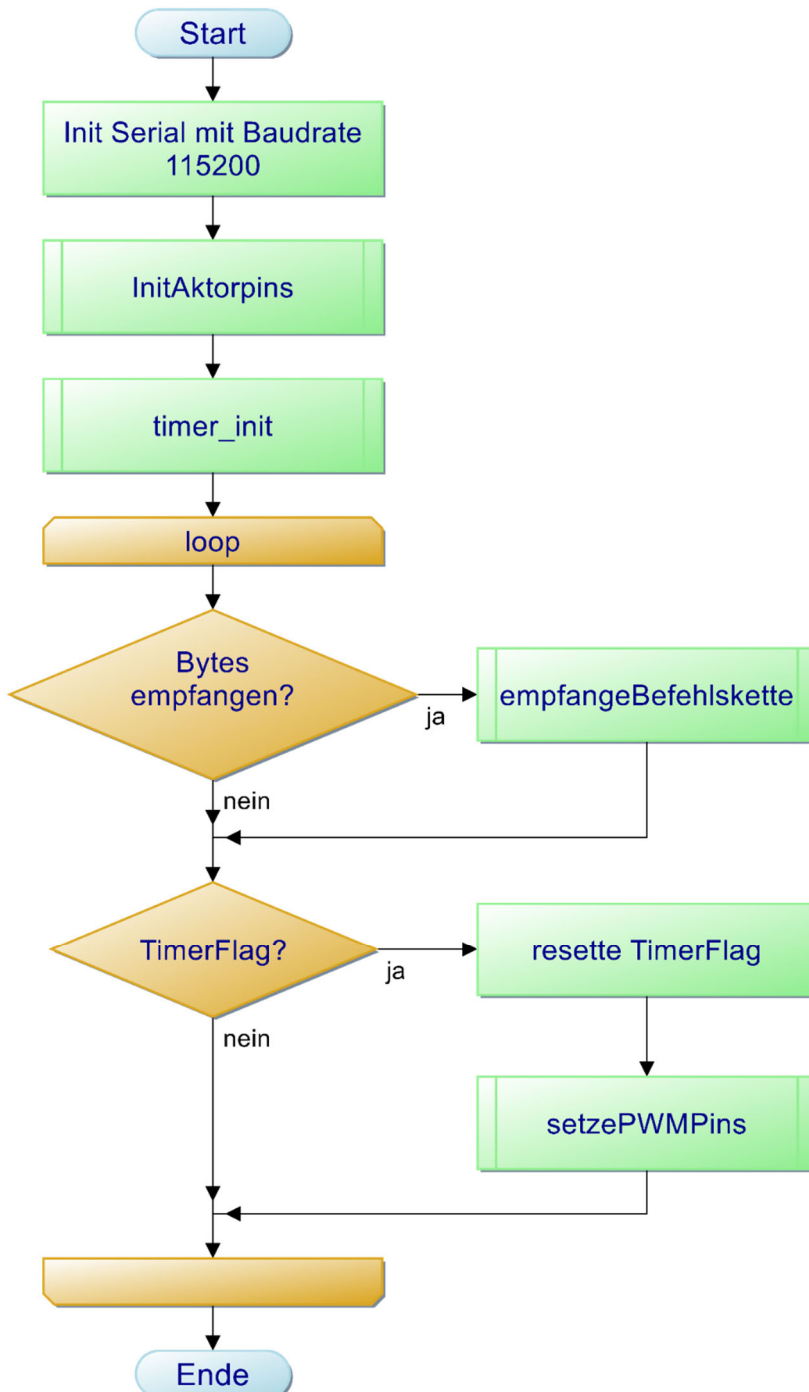 Start
Init Serial mit Baudrate
115200
InitAktorpins
timer_init
loop
Bytes
empfangen?
ja
empfangeBefehlskette
nein
TimerFlag?
ja
resette TimerFlag
nein
setzePWMPins
Ende